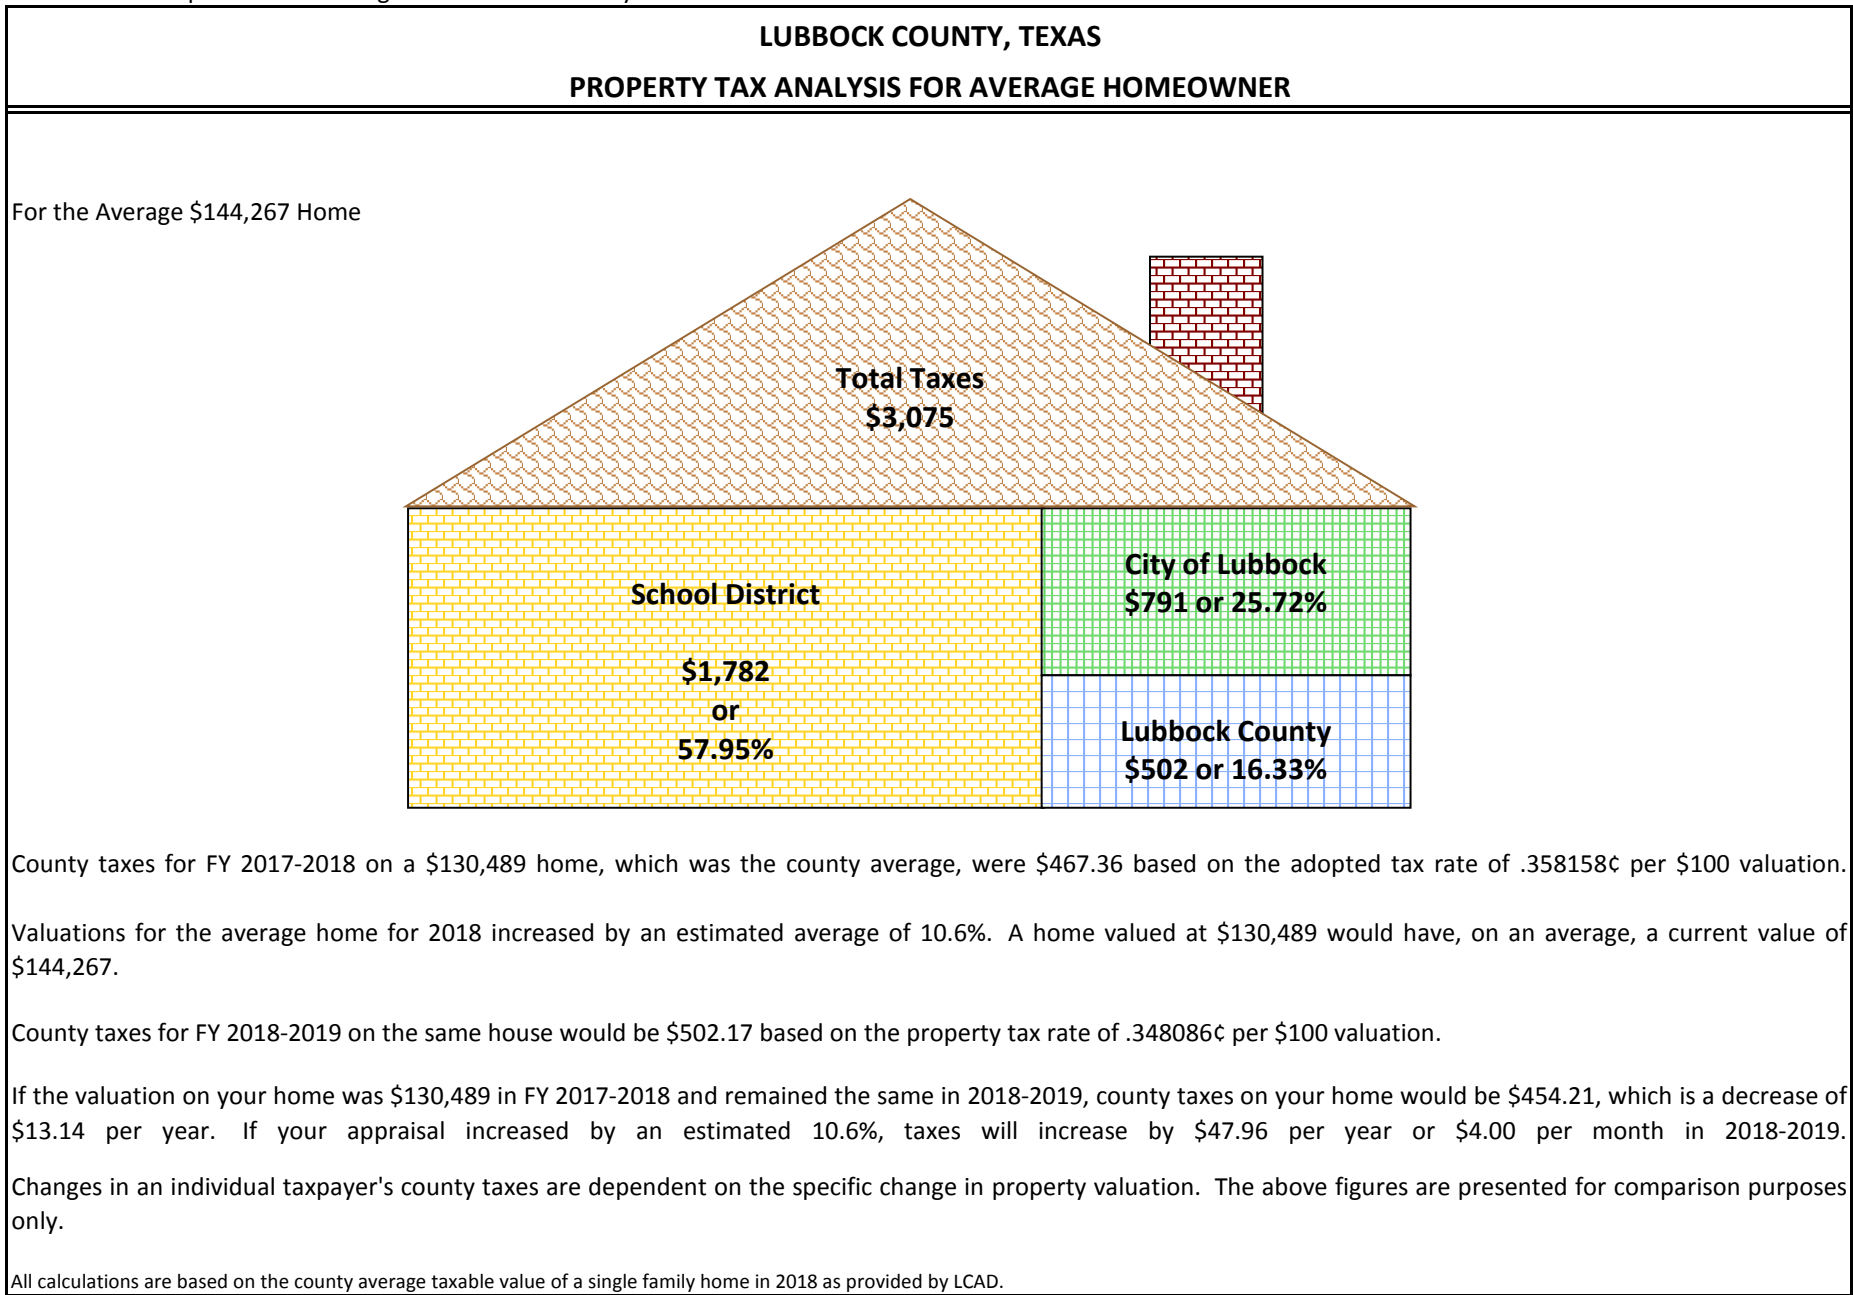 LUBBOCK COUNTY, TEXAS
PROPERTY TAX ANALYSIS FOR AVERAGE HOMEOWNER
For the Average $144,267 Home
Total Taxes
$3,075
School District
$1,782
or
57.95%
City of Lubbock
$791 or 25.72%
Lubbock County
$502 or 16.33%
County taxes for FY 2017-2018 on a $130,489 home, which was the county average, were $467.36 based on the adopted tax rate of .358158¢ per $100 valuation.
Valuations for the average home for 2018 increased by an estimated average of 10.6%. A home valued at $130,489 would have, on an average, a current value of
$144,267.
County taxes for FY 2018-2019 on the same house would be $502.17 based on the property tax rate of .348086¢ per $100 valuation.
If the valuation on your home was $130,489 in FY 2017-2018 and remained the same in 2018-2019, county taxes on your home would be $454.21, which is a decrease of
$13.14 per year. If your appraisal increased by an estimated 10.6%, taxes will increase by $47.96 per year or $4.00 per month in 2018-2019.
Changes in an individual taxpayer's county taxes are dependent on the specific change in property valuation. The above figures are presented for comparison purposes
only.
All calculations are based on the county average taxable value of a single family home in 2018 as provided by LCAD.